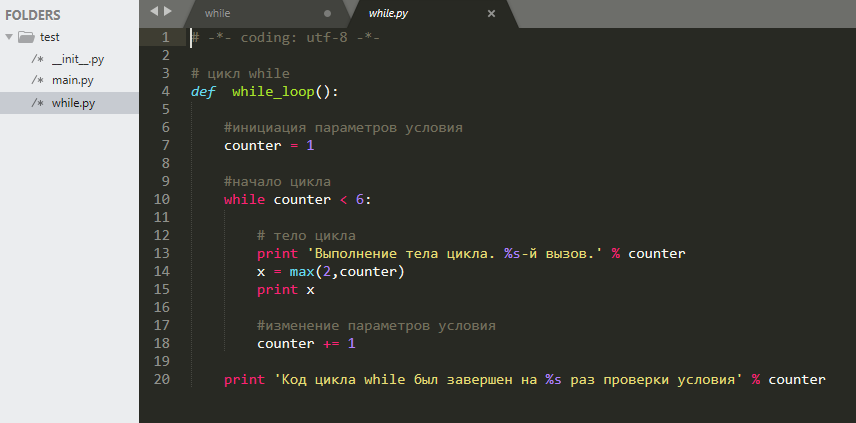 FOLDERS
test
/* __init__.py
/* main.py
/* while.py
while
while.py
1 # -*- coding: utf-8 -*-
2
3 # цикл while
4 def  while_loop():
5
6     #инициация параметров условия
7     counter = 1
8
9     #начало цикла
10     while counter < 6:
11
12         # тело цикла
13         print 'Выполнение тела цикла. %s-й вызов.' % counter
14         x = max(2,counter)
15         print x
16
17         #изменение параметров условия
18         counter += 1
19
20     print 'Код цикла while был завершен на %s раз проверки условия' % counter